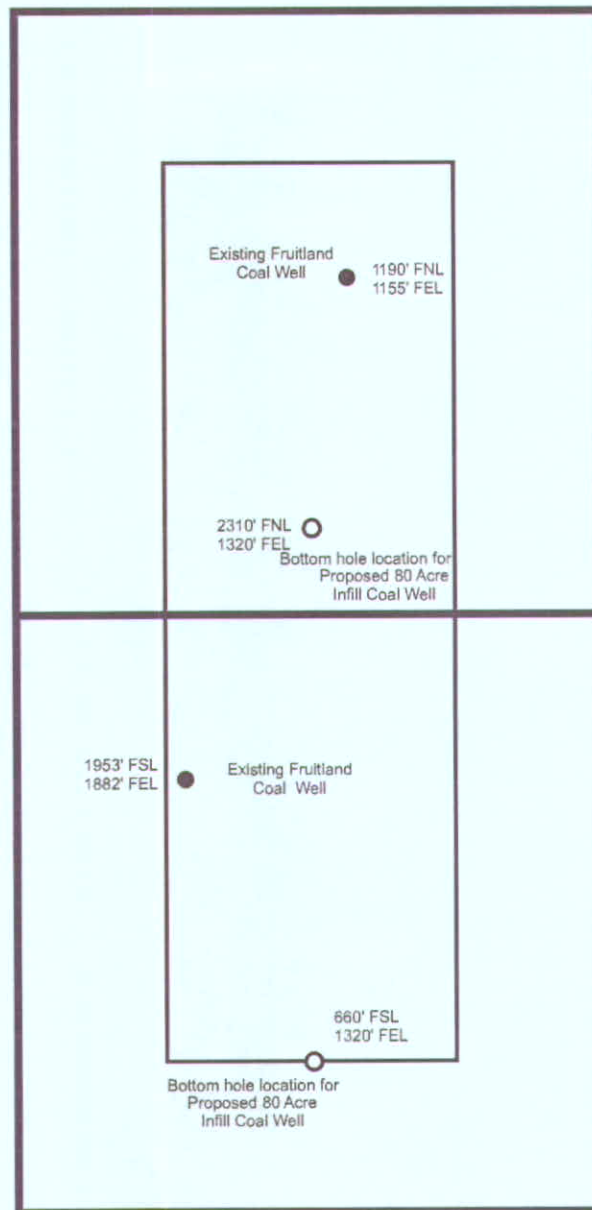 Existing Fruitland
Coal Well
1190' FNL
1155' FEL
2310' FNL
1320' FEL
Bottom hole location for
Proposed 80 Acre
Infill Coal Well
1953' FSL
1882' FEL
Existing Fruitland
Coal Well
660' FSL
1320' FEL
Bottom hole location for
Proposed 80 Acre
Infill Coal Well